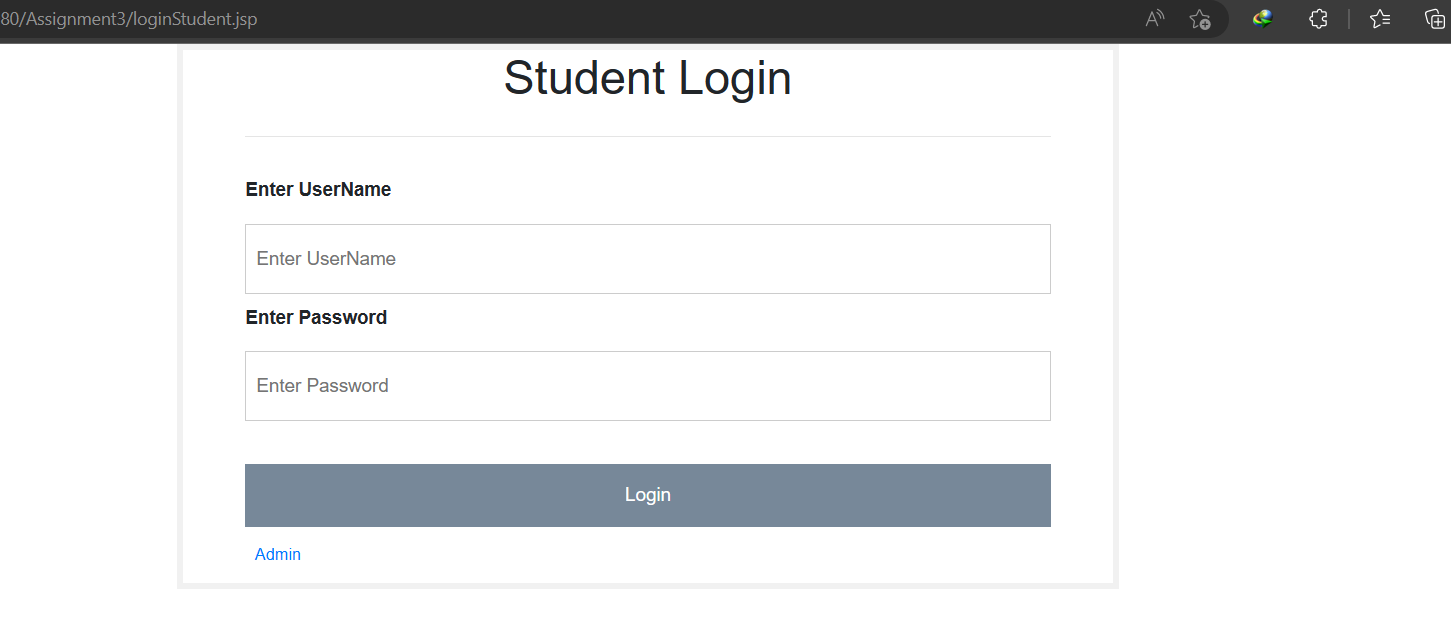 80/Assignment3/loginStudent.jsp
Student Login
Enter UserName
Enter UserName
Enter Password
Enter Password
Login
Admin